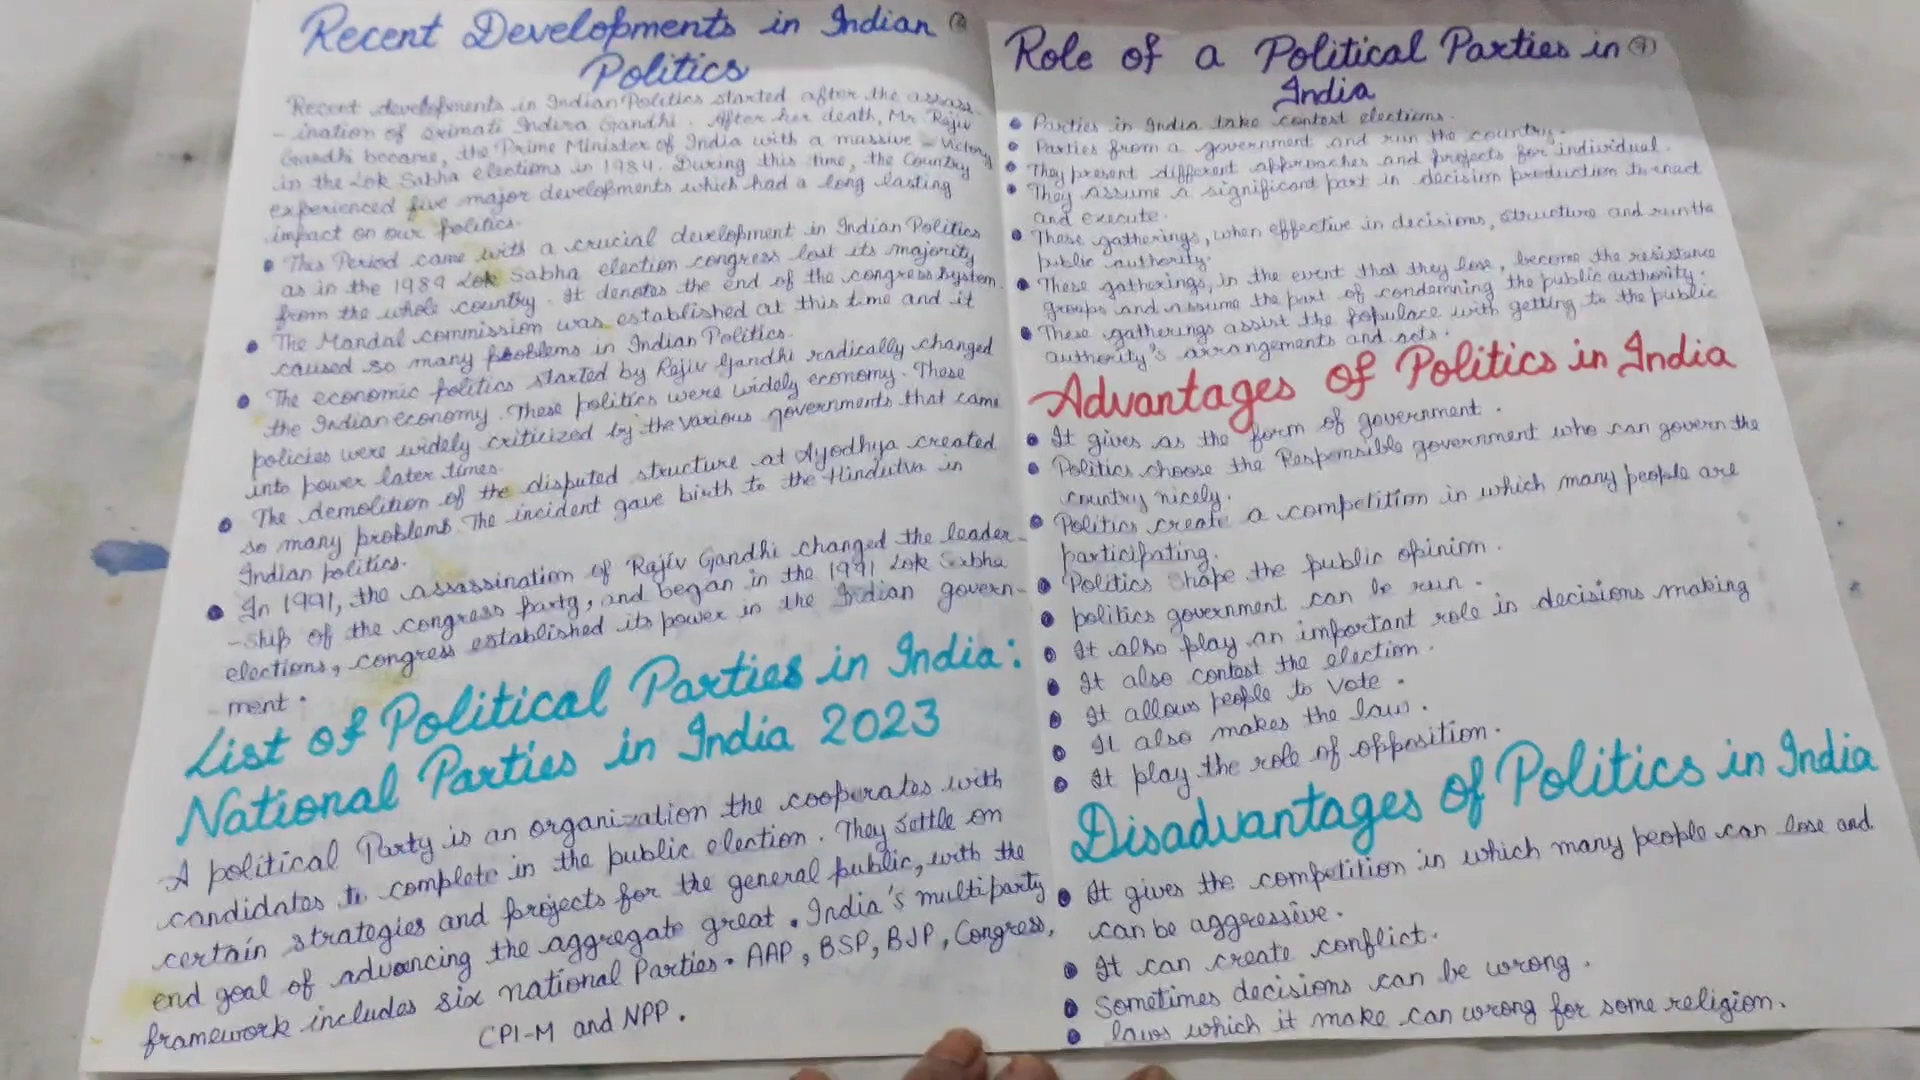 Recent Developments in Indian
Politics
Recent developments in Indian Politics started after the assass
-ination of srimati Indira Gandhi. After her death, Mr. Rajiv
Gandhi became, the Prime Minister of India with a massive - Victory
in the Lok Sabha elections in 1984. During this time, the Country
experienced five major developments which had a long lasting
impact on our politics.
This Period came with a crucial development in Indian Politics
as in the 1989 Lok Sabha election congress lost its majority
from the whole country. It denotes the end of the congress system.
The Mandal commission was established at this time and it
caused so many problems in Indian Politics.
The economic politics started by Rajiv Gandhi radically changed
the Indian economy. These politics were widely economy. These
policies were widely criticized by the various governments that came
into power later times.
The demolition of the disputed structure at Ayodhya created
so many problems. The incident gave birth to the Hindutva in
Indian politics.
In 1991, the assassination of Rajiv Gandhi changed the leader-
-ship of the congress party, and began in the 1991 Lok Sabha
elections, congress established its power in the Indian govern-
-ment.
List of Political Parties in India:
National Parties in India 2023
A political Party is an organization the cooperates with
candidates to complete in the public election. They settle on
certain strategies and projects for the general public, with the
end goal of advancing the aggregate great. India's multiparty
framework includes six national Parties. AAP, BSP, BJP, Congress,
CPI-M and NPP.
Role of a Political Parties in
India
Parties in India take contest elections.
Parties from a government and run the country.
They present different approaches and projects for individual.
They assume a significant part in decision production to enact
and execute.
These gatherings, when effective in decisions, structure and run the
public authority.
These gatherings, in the event that they lose, become the resistance
groups and assume the part of condemning the public authority.
These gatherings assist the populace with getting to the public
authority's arrangements and acts.
Advantages of Politics in India
It gives as the form of government.
Politics choose the Responsible government who can govern the
country nicely.
Politics create a competition in which many people are
participating.
Politics shape the public opinion.
politics government can be run.
It also play an important role in decisions making
It also contest the election.
It allows people to vote.
It also makes the law.
It play the role of opposition.
Disadvantages of Politics in India
It gives the competition in which many people can lose and
can be aggressive.
It can create conflict.
Sometimes decisions can be wrong.
laws which it make can wrong for some religion.